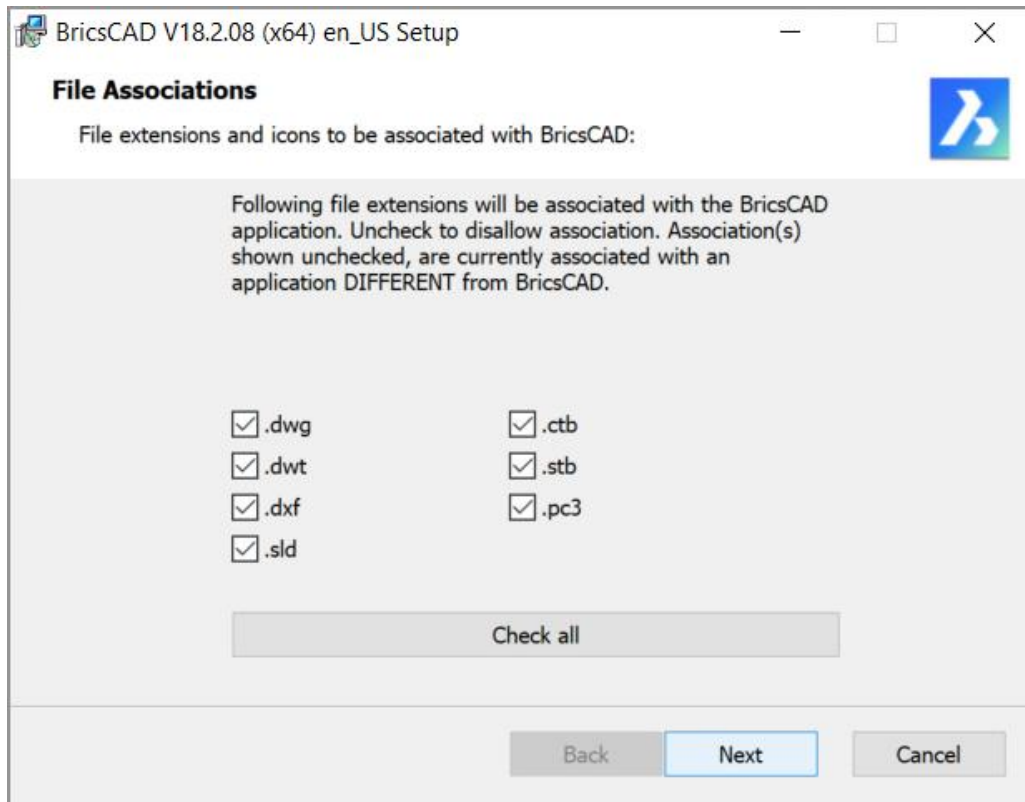 BricsCAD V18.2.08 (x64) en_US Setup
File Associations
File extensions and icons to be associated with BricsCAD:
Following file extensions will be associated with the BricsCAD
application. Uncheck to disallow association. Association(s)
shown unchecked, are currently associated with an
application DIFFERENT from BricsCAD.
.dwg .ctb
.dwt .stb
.dxf .pc3
.sld
Check all
Back Next Cancel